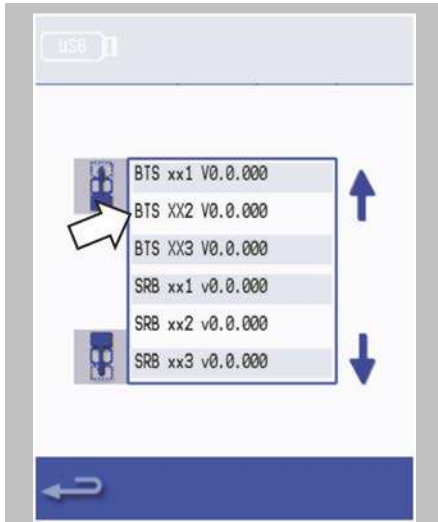 USB
BTS xx1 V0.0.000
BTS XX2 V0.0.000
BTS XX3 V0.0.000
SRB xx1 v0.0.000
SRB xx2 v0.0.000
SRB xx3 v0.0.000